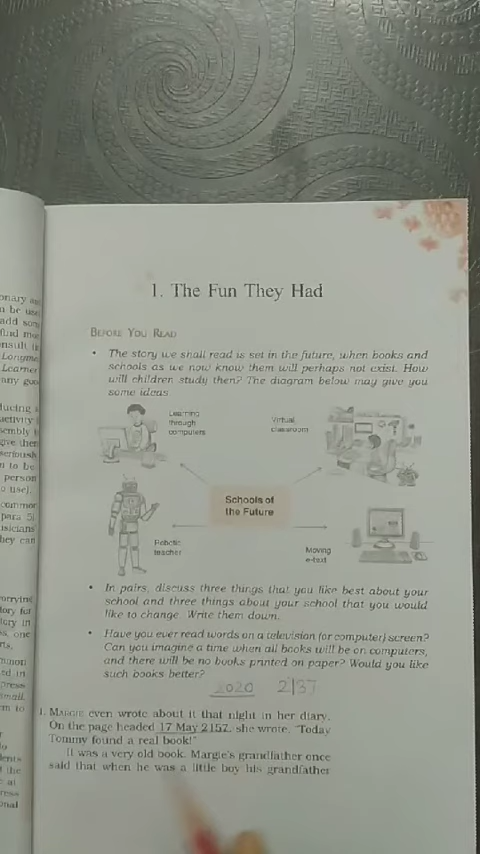 1. The Fun They Had
BEFORE YOU READ
• The story we shall read is set in the future, when books and
schools as we now know them will perhaps not exist. How
will children study then? The diagram below may give you
some ideas
Learning
through
computers
Virtual
classroom
Schools of
the Future
Robotic
teacher
Moving
e-text
• In pairs, discuss three things that you like best about your
school and three things about your school that you would
like to change. Write them down.
• Have you ever read words on a television (or computer) screen?
Can you imagine a time when all books will be on computers,
and there will be no books printed on paper? Would you like
such books better?
2020 2137
1. MARGIE even wrote about it that night in her diary.
On the page headed 17 May 2157, she wrote, "Today
Tommy found a real book!"
It was a very old book. Margie's grandfather once
said that when he was a little boy his grandfather